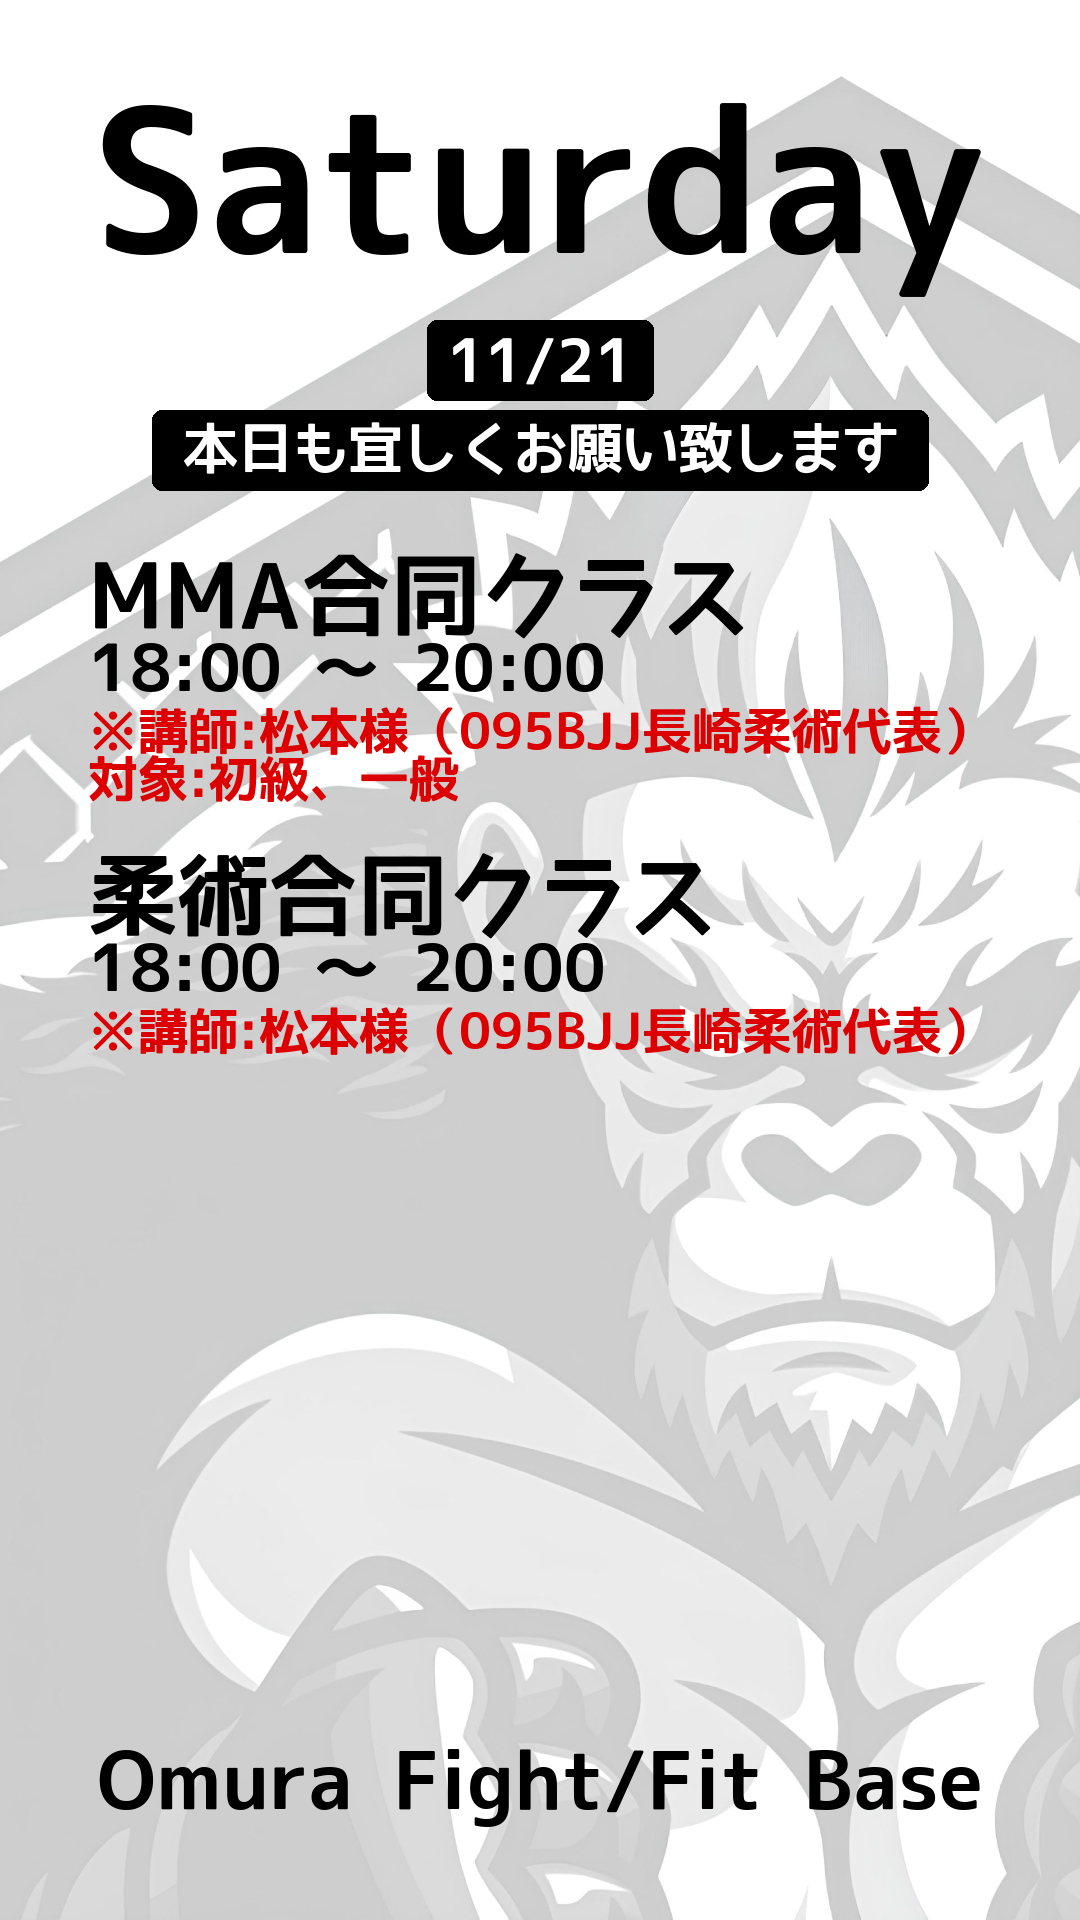 Saturday
11/21
本日も宜しくお願い致します
MMA合同クラス
18:00 ～ 20:00
※講師:松本様（095BJJ長崎柔術代表）
対象:初級、一般
柔術合同クラス
18:00 ～ 20:00
※講師:松本様（095BJJ長崎柔術代表）
Omura Fight/Fit Base